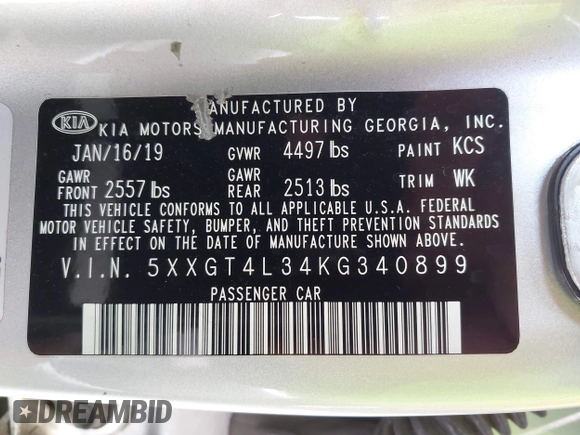 MANUFACTURED BY
KIA KIA MOTORS MANUFACTURING GEORGIA, INC.
JAN/16/19 GVWR 4497 lbs PAINT KCS
GAWR FRONT 2557 lbs GAWR REAR 2513 lbs TRIM WK
THIS VEHICLE CONFORMS TO ALL APPLICABLE U.S.A. FEDERAL
MOTOR VEHICLE SAFETY, BUMPER, AND THEFT PREVENTION STANDARDS
IN EFFECT ON THE DATE OF MANUFACTURE SHOWN ABOVE.
V.I.N. 5XXGT4L34KG340899
PASSENGER CAR
DREAMBID